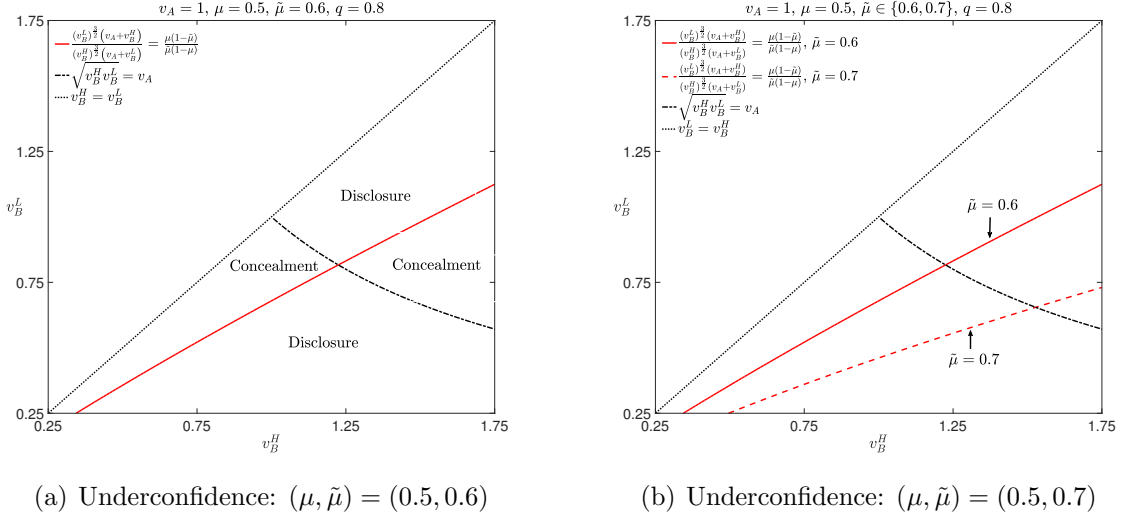 v_A = 1, μ = 0.5, μ̃ = 0.6, q = 0.8
(v_B^L)^{3/2}(v_A+v_B^H) / (v_B^H)^{3/2}(v_A+v_B^L) = μ(1-μ̃) / μ̃(1-μ)
√(v_B^H v_B^L) = v_A
v_B^H = v_B^L
1.75
1.25
0.75
0.25
v_B^L
Disclosure
Concealment
Concealment
Disclosure
0.25 0.75 1.25 1.75
v_B^H
(a) Underconfidence: (μ, μ̃) = (0.5, 0.6)
v_A = 1, μ = 0.5, μ̃ ∈ {0.6, 0.7}, q = 0.8
(v_B^L)^{3/2}(v_A+v_B^H) / (v_B^H)^{3/2}(v_A+v_B^L) = μ(1-μ̃) / μ̃(1-μ), μ̃ = 0.6
(v_B^L)^{3/2}(v_A+v_B^H) / (v_B^H)^{3/2}(v_A+v_B^L) = μ(1-μ̃) / μ̃(1-μ), μ̃ = 0.7
√(v_B^H v_B^L) = v_A
v_B^L = v_B^H
1.75
1.25
0.75
0.25
v_B^L
μ̃ = 0.6
μ̃ = 0.7
0.25 0.75 1.25 1.75
v_B^H
(b) Underconfidence: (μ, μ̃) = (0.5, 0.7)